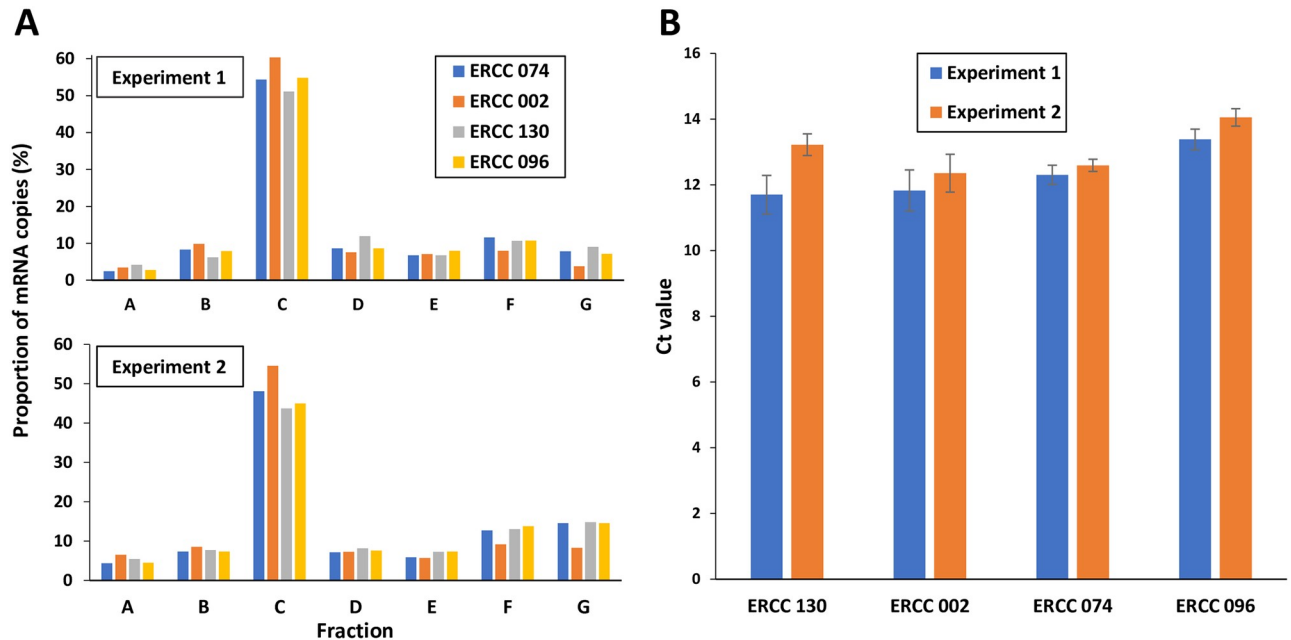 A
Proportion of mRNA copies (%)
Experiment 1
ERCC 074
ERCC 002
ERCC 130
ERCC 096
60
50
40
30
20
10
0
A B C D E F G
Experiment 2
60
50
40
30
20
10
0
A B C D E F G
Fraction
B
Ct value
Experiment 1
Experiment 2
16
14
12
10
8
6
4
2
0
ERCC 130 ERCC 002 ERCC 074 ERCC 096